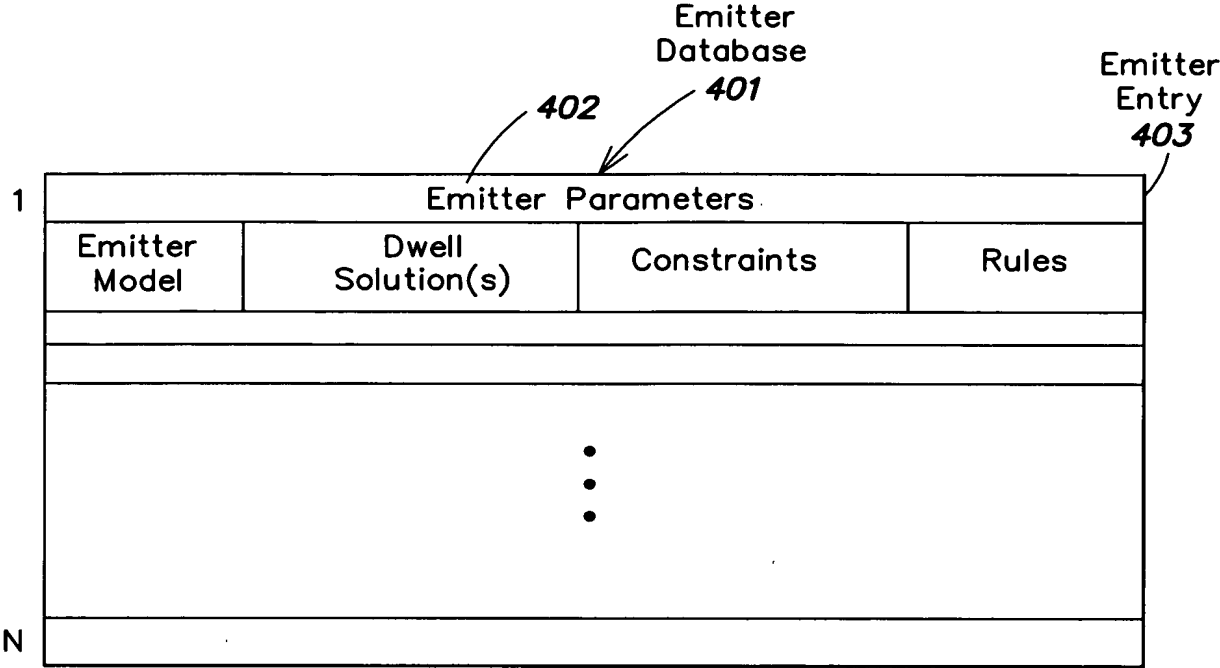 Emitter
Database
401
Emitter
Entry
403
402
1
Emitter Parameters
Emitter
Model
Dwell
Solution(s)
Constraints
Rules
N